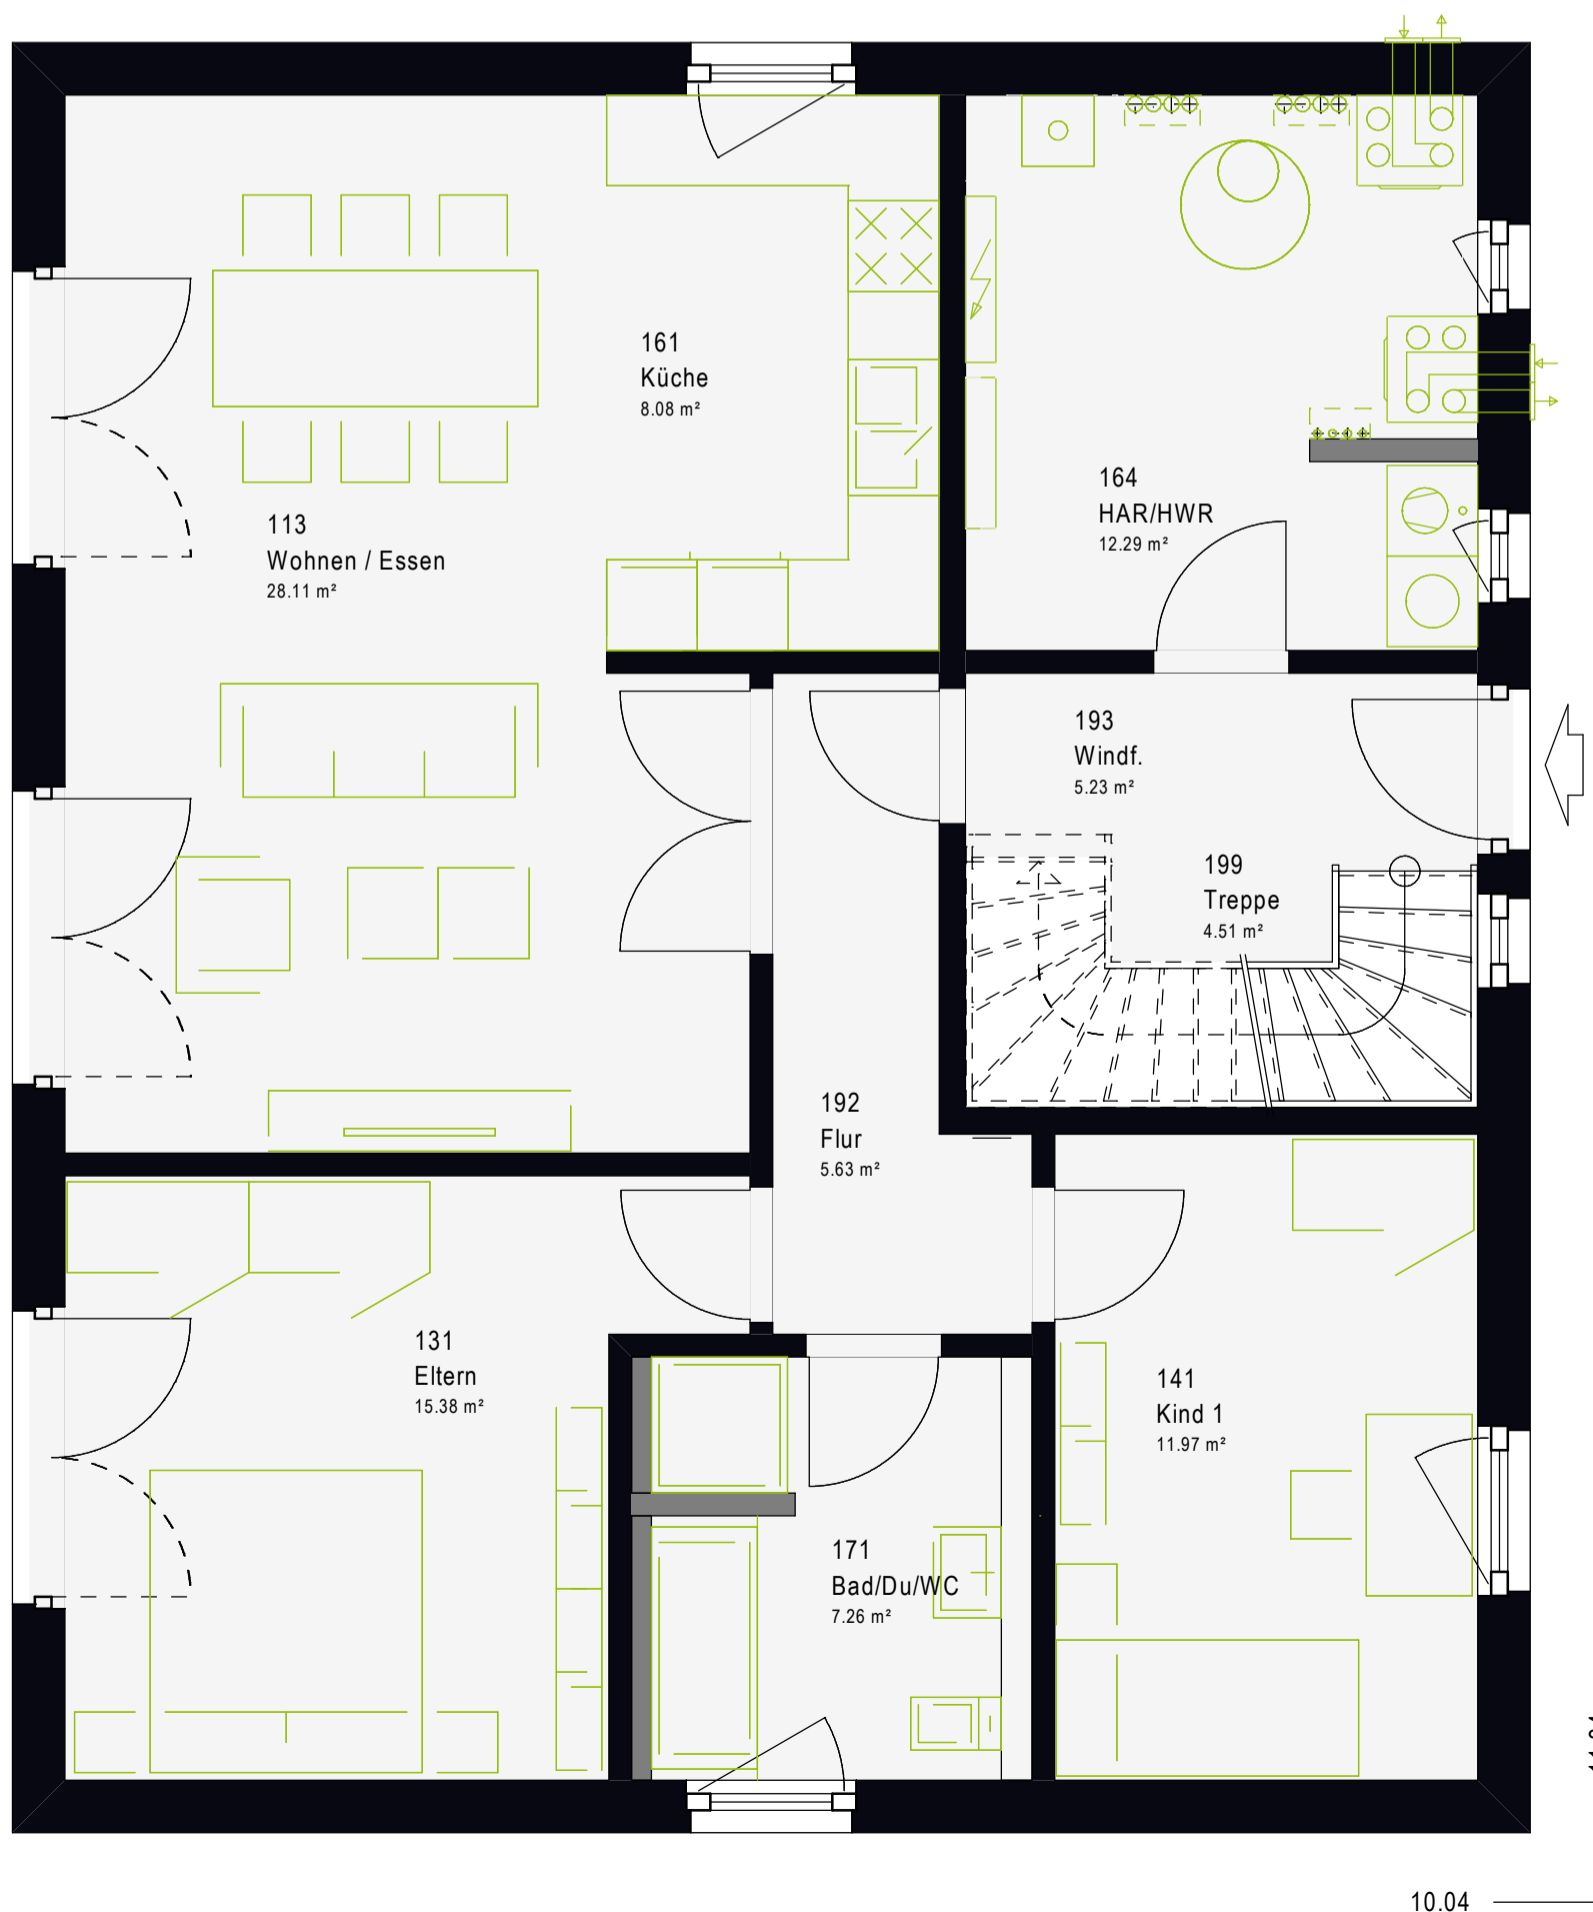 161
Küche
8.08 m²
164
HAR/HWR
12.29 m²
113
Wohnen / Essen
28.11 m²
193
Windf.
5.23 m²
199
Treppe
4.51 m²
192
Flur
5.63 m²
131
Eltern
15.38 m²
141
Kind 1
11.97 m²
171
Bad/Du/WC
7.26 m²
10.04